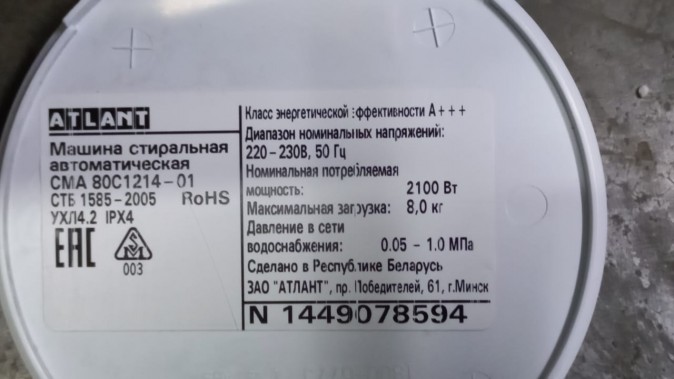 ATLANT
Машина стиральная
автоматическая
СМА 80С1214-01
СТБ 1585-2005 RoHS
УХЛ4.2 IPX4
EAC
003
Класс энергетической эффективности А+++
Диапазон номинальных напряжений:
220-230В, 50 Гц
Номинальная потребляемая
мощность: 2100 Вт
Максимальная загрузка: 8,0 кг
Давление в сети
водоснабжения: 0.05 - 1.0 МПа
Сделано в Республике Беларусь
ЗАО "АТЛАНТ", пр. Победителей, 61, г.Минск
N 1449078594